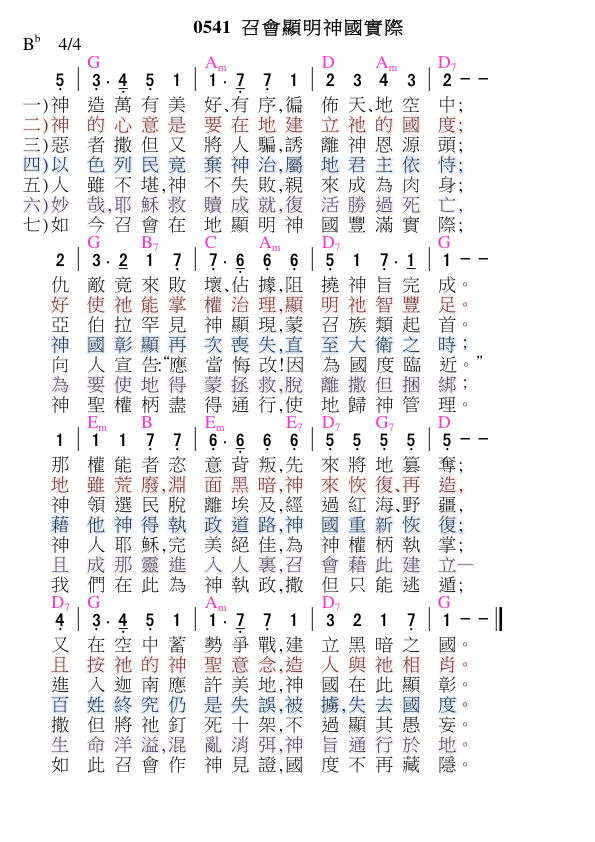 0541 召會顯明神國實際
B♭ 4/4
G Am D Am D7
5 | 3· 4 5 1 | 1· 7 7 1 | 2 3 4 3 | 2 – –
一)神 造 萬 有 美 好、有 序,徧 佈 天、地 空 中;
二)神 的 心 意 是 要 在 地 建 立 祂 的 國 度;
三)惡 者 撒 但 又 將 人 騙,誘 離 神 恩 源 頭;
四)以 色 列 民 竟 棄 神 治,屬 地 君 主 依 恃;
五)人 雖 不 堪,神 不 失 敗,親 來 成 為 肉 身;
六)妙 哉,耶 穌 救 贖 成 就,復 活 勝 過 死 亡,
七)如 今 召 會 在 地 顯 明 神 國 豐 滿 實 際;
G B7 C Am D7 G
2 | 3· 2 1 7 | 7· 6 6 6 | 5 1 7· 1 | 1 – –
仇 敵 竟 來 敗 壞、佔 據,阻 撓 神 旨 完 成。
好 使 祂 能 掌 權 治 理,顯 明 祂 智 豐 足。
亞 伯 拉 罕 見 神 顯 現,蒙 召 族 類 起 首。
神 國 彰 顯 再 次 喪 失,直 至 大 衛 之 時;
向 人 宣 告:“應 當 悔 改!因 為 國 度 臨 近。”
為 要 使 地 得 蒙 拯 救,脫 離 撒 但 捆 綁;
神 聖 權 柄 盡 得 通 行,使 地 歸 神 管 理。
Em B Em E7 D7 G7 D
1 | 1 1 7 7 | 6· 6 6 6 | 5 5 5 5 | 5 – –
那 權 能 者 恣 意 背 叛,先 來 將 地 篡 奪;
地 雖 荒 廢,淵 面 黑 暗,神 來 恢 復、再 造,
神 領 選 民 脫 離 埃 及,經 過 紅 海、野 疆,
藉 他 神 得 執 政 道 路,神 國 重 新 恢 復;
神 人 耶 穌,完 美 絕 佳,為 神 權 柄 執 掌;
且 成 那 靈 進 入 人 裏,召 會 藉 此 建 立—
我 們 在 此 為 神 執 政,撒 但 只 能 逃 遁;
D7 G Am D7 G
4 | 3· 4 5 1 | 1· 7 7 1 | 3 2 1 7 | 1 – –
又 在 空 中 蓄 勢 爭 戰,建 立 黑 暗 之 國。
且 按 祂 的 神 聖 意 念,造 人 與 祂 相 肖。
進 入 迦 南 應 許 美 地,神 國 在 此 顯 彰。
百 姓 終 究 仍 是 失 誤,被 擄,失 去 國 度。
撒 但 將 祂 釘 死 十 架,不 過 顯 其 愚 妄。
生 命 洋 溢,混 亂 消 弭,神 旨 通 行 於 地。
如 此 召 會 作 神 見 證,國 度 不 再 藏 隱。